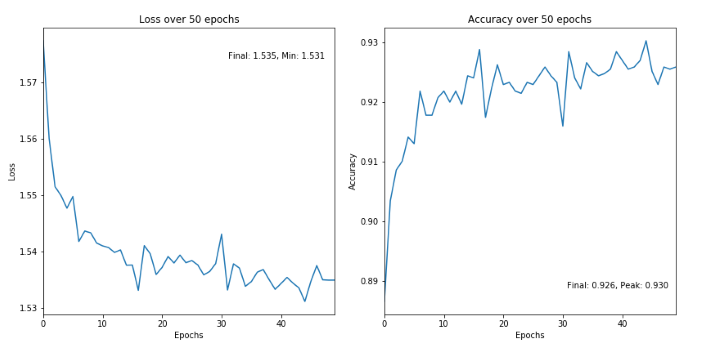 Loss over 50 epochs
Final: 1.535, Min: 1.531
1.57
1.56
1.55
1.54
1.53
Loss
0
10
20
30
40
Epochs
Accuracy over 50 epochs
0.93
0.92
0.91
0.90
0.89
Accuracy
Final: 0.926, Peak: 0.930
0
10
20
30
40
Epochs